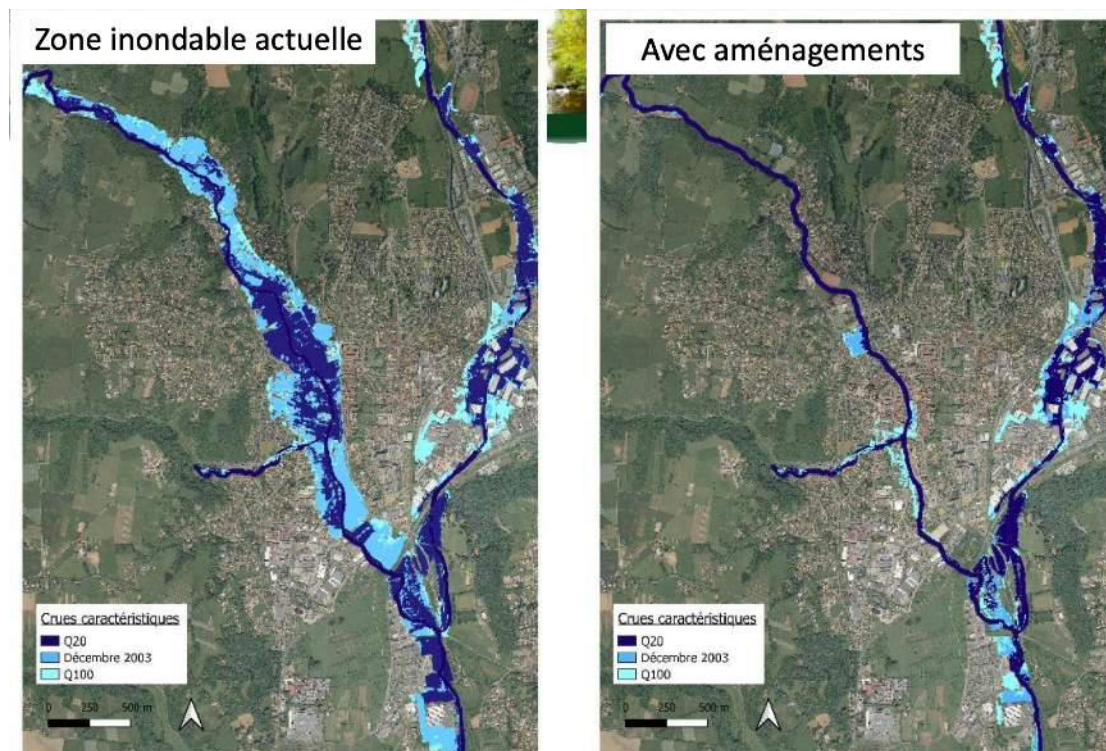 Zone inondable actuelle
Crues caractéristiques
Q20
Décembre 2003
Q100
0 250 500 m
Avec aménagements
Crues caractéristiques
Q20
Décembre 2003
Q100
0 250 500 m